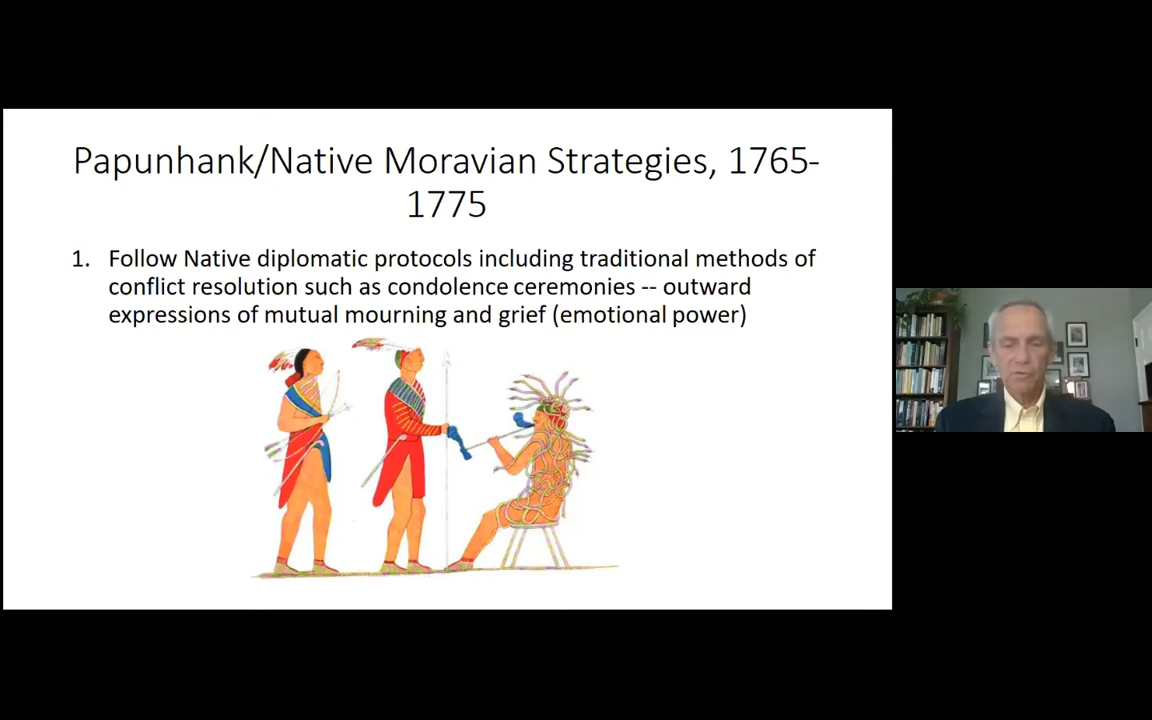 Papunhank/Native Moravian Strategies, 1765-
1775
1. Follow Native diplomatic protocols including traditional methods of
conflict resolution such as condolence ceremonies -- outward
expressions of mutual mourning and grief (emotional power)